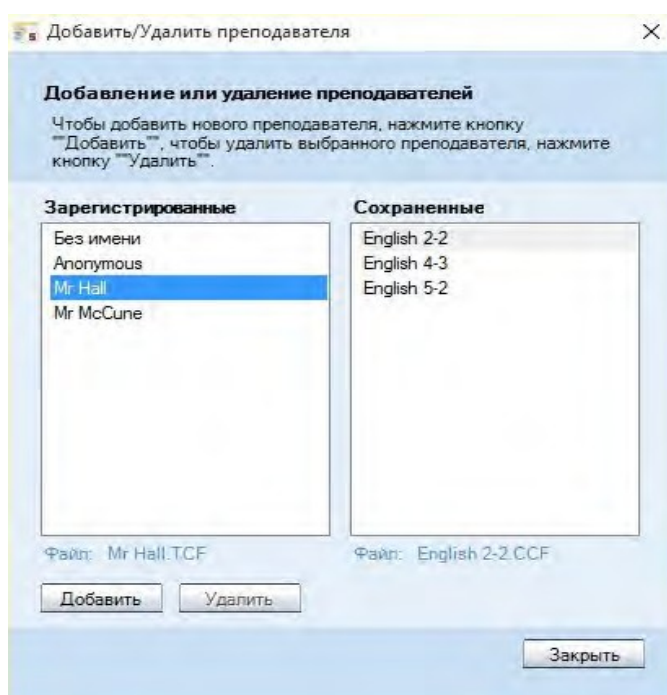 Добавить/Удалить преподавателя
Добавление или удаление преподавателей
Чтобы добавить нового преподавателя, нажмите кнопку
""Добавить"", чтобы удалить выбранного преподавателя, нажмите
кнопку ""Удалить"".
Зарегистрированные
Сохраненные
Без имени
Anonymous
Mr Hall
Mr McCune
English 2-2
English 4-3
English 5-2
Файл: Mr Hall.TCF
Файл: English 2-2.CCF
Добавить
Удалить
Закрыть